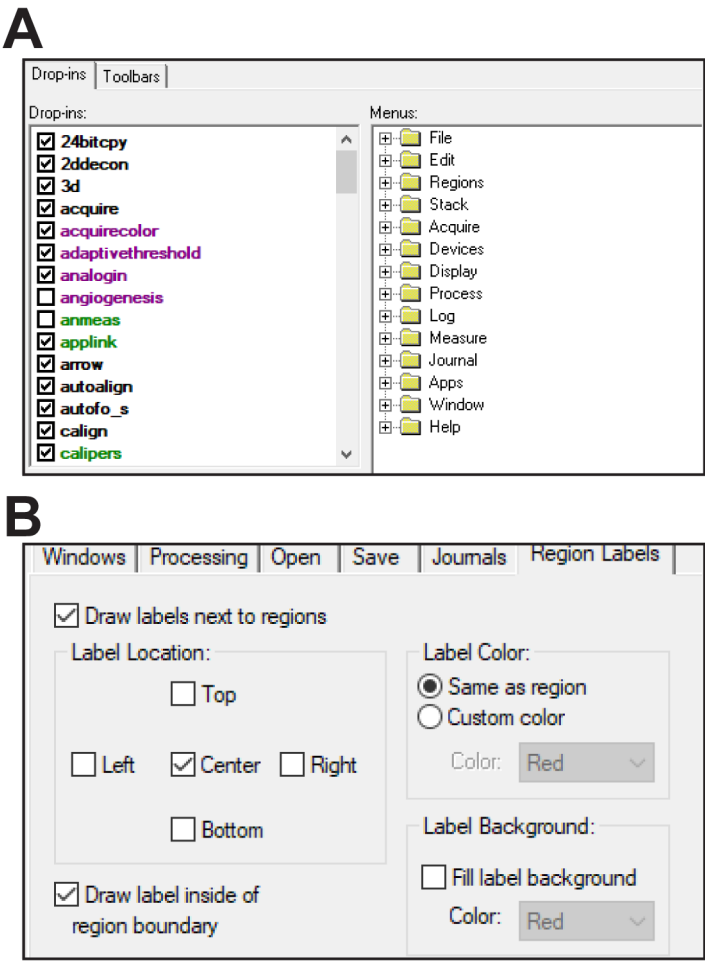 A
Drop-ins Toolbars
Drop-ins:
24bitcpy
2ddecon
3d
acquire
acquirecolor
adaptivethreshold
analogin
angiogenesis
anmeas
applink
arrow
autoalign
autofo_s
calign
calipers
Menus:
File
Edit
Regions
Stack
Acquire
Devices
Display
Process
Log
Measure
Journal
Apps
Window
Help
B
Windows Processing Open Save Journals Region Labels
Draw labels next to regions
Label Location:
Top
Left Center Right
Bottom
Draw label inside of
region boundary
Label Color:
Same as region
Custom color
Color: Red
Label Background:
Fill label background
Color: Red